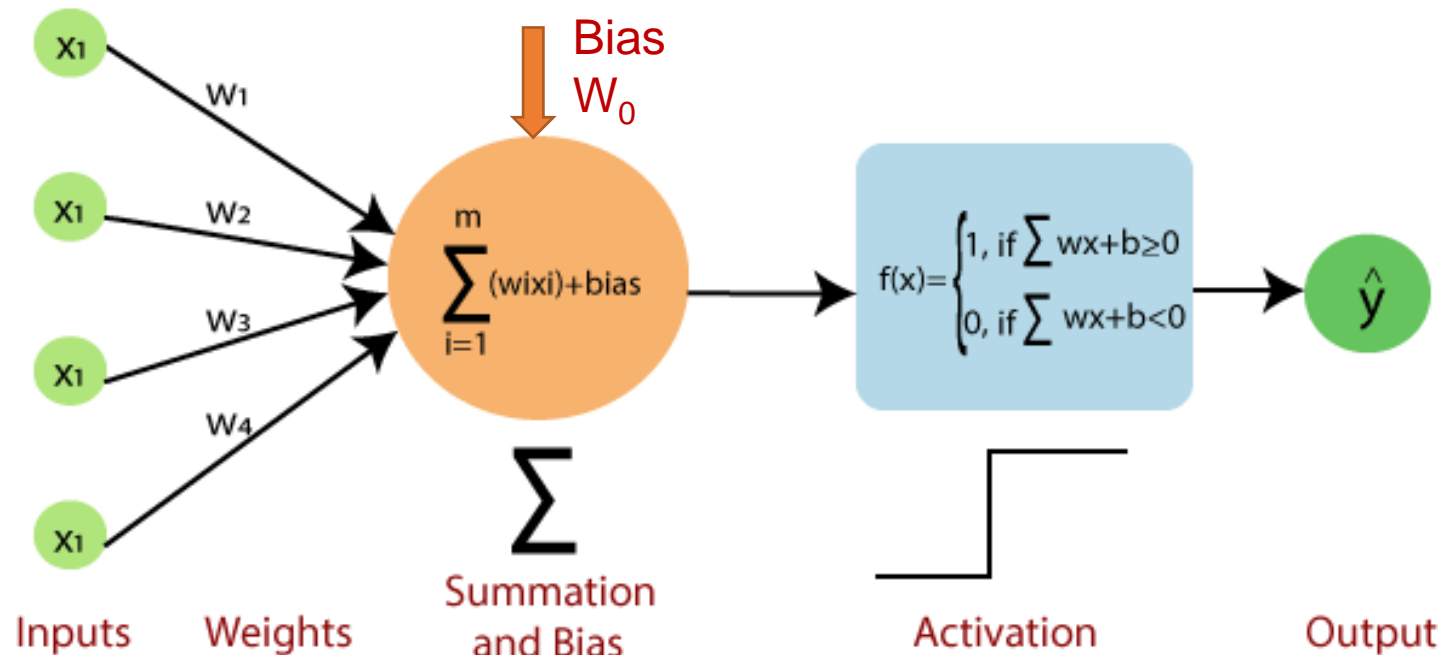 x1
x1
x1
x1
w1
w2
w3
w4
Bias
W0
m
∑(wixi)+bias
i=1
f(x)={1, if ∑ wx+b≥0
0, if ∑ wx+b<0
ŷ
∑
Inputs
Weights
Summation
and Bias
Activation
Output